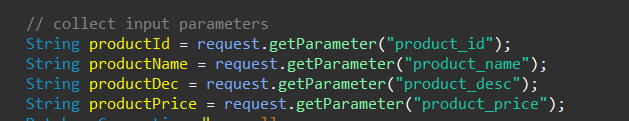 // collect input parameters
String productId = request.getParameter("product_id");
String productName = request.getParameter("product_name");
String productDec = request.getParameter("product_desc");
String productPrice = request.getParameter("product_price");